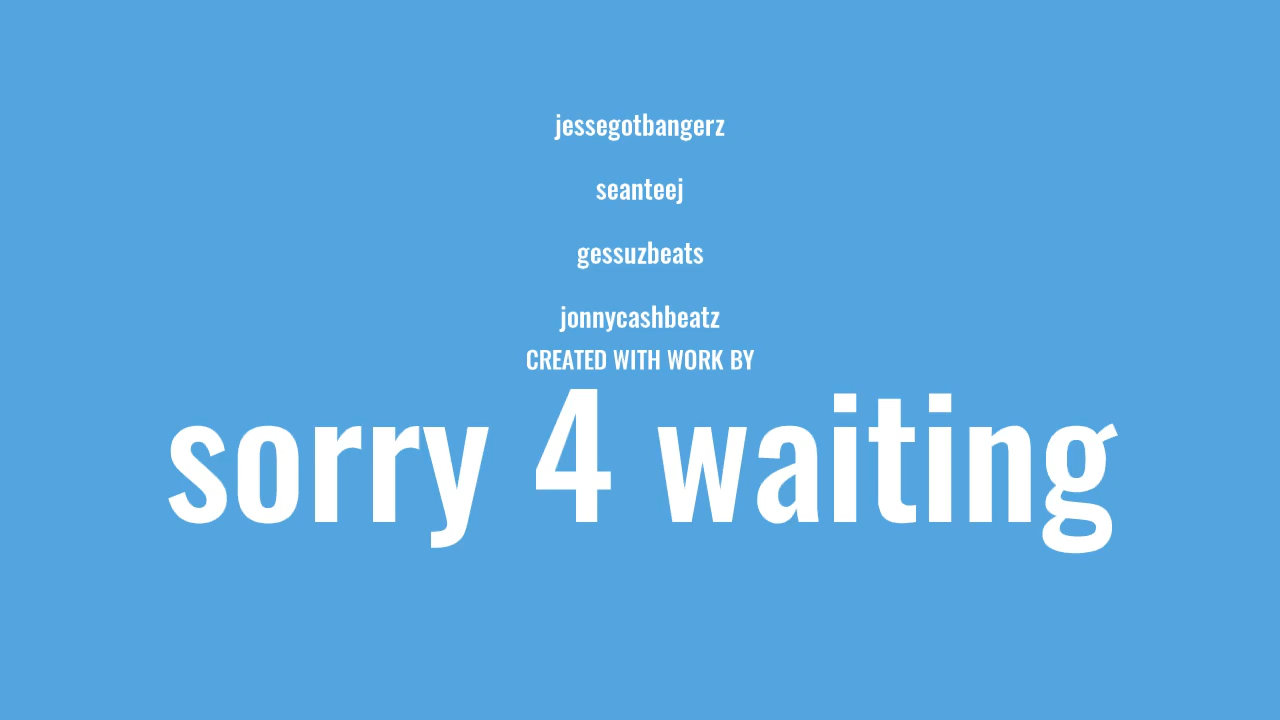 jessegotbangerz
seanteej
gessuzbeats
jonnycashbeatz
CREATED WITH WORK BY
sorry 4 waiting